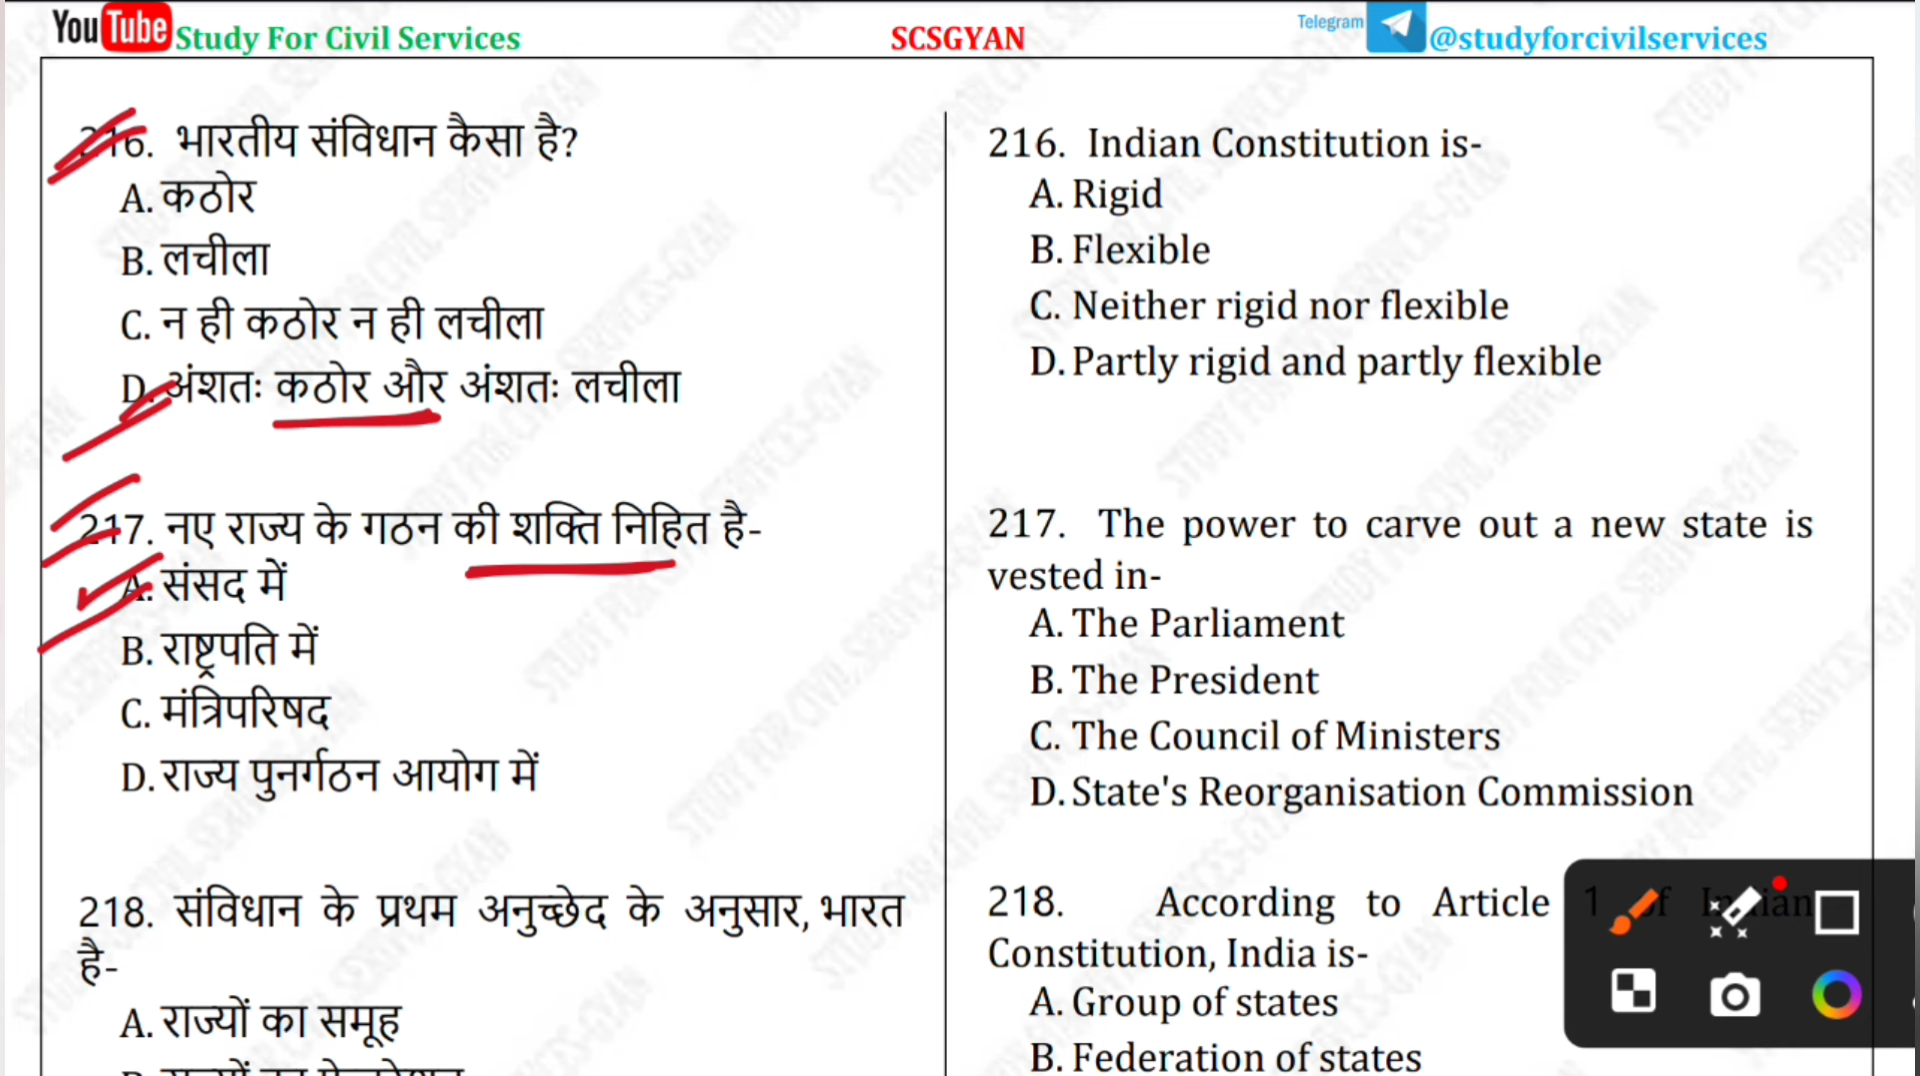 YouTube Study For Civil Services
SCSGYAN
Telegram @studyforcivilservices
216. भारतीय संविधान कैसा है?
A. कठोर
B. लचीला
C. न ही कठोर न ही लचीला
D. अंशतः कठोर और अंशतः लचीला
217. नए राज्य के गठन की शक्ति निहित है-
A. संसद में
B. राष्ट्रपति में
C. मंत्रिपरिषद
D. राज्य पुनर्गठन आयोग में
218. संविधान के प्रथम अनुच्छेद के अनुसार, भारत
है-
A. राज्यों का समूह
216. Indian Constitution is-
A. Rigid
B. Flexible
C. Neither rigid nor flexible
D. Partly rigid and partly flexible
217. The power to carve out a new state is
vested in-
A. The Parliament
B. The President
C. The Council of Ministers
D. State's Reorganisation Commission
218. According to Article 1 of Indian
Constitution, India is-
A. Group of states
B. Federation of states